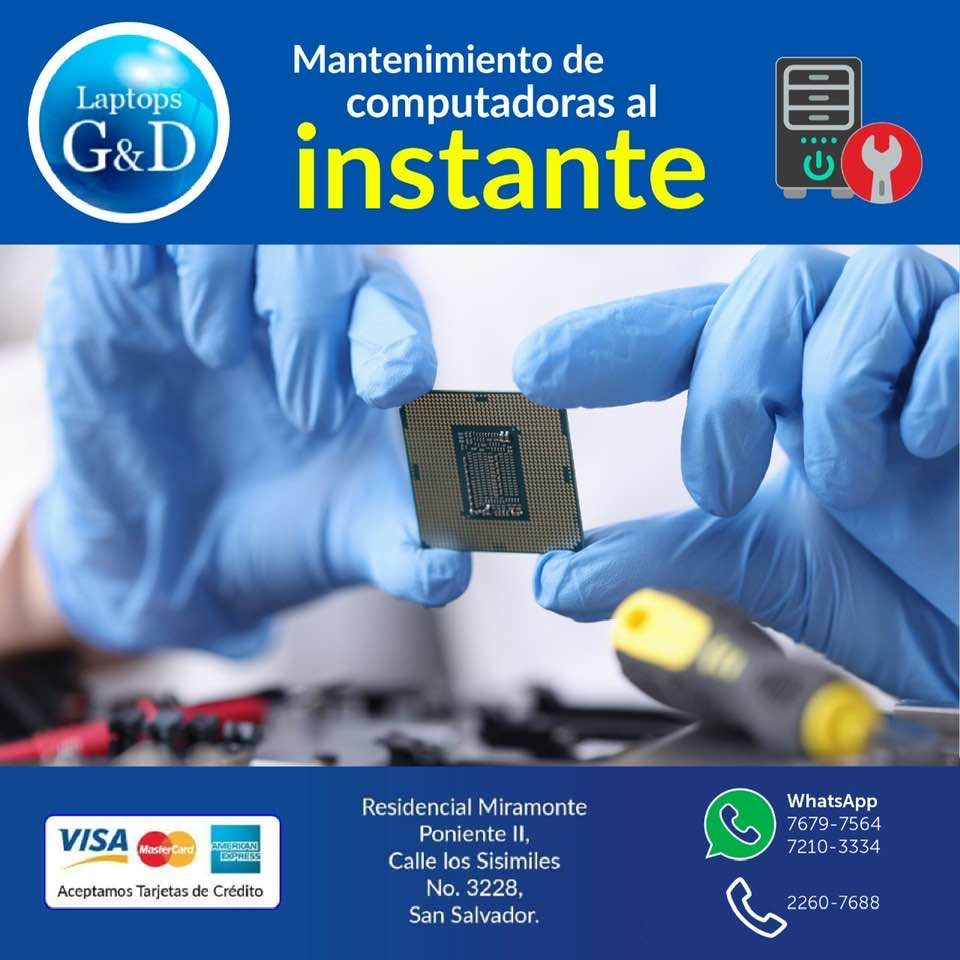 Laptops
G&D
Mantenimiento de
computadoras al
instante
VISA
MasterCard
AMERICAN
EXPRESS
Aceptamos Tarjetas de Crédito
Residencial Miramonte
Poniente II,
Calle los Sisimiles
No. 3228,
San Salvador.
WhatsApp
7679-7564
7210-3334
2260-7688